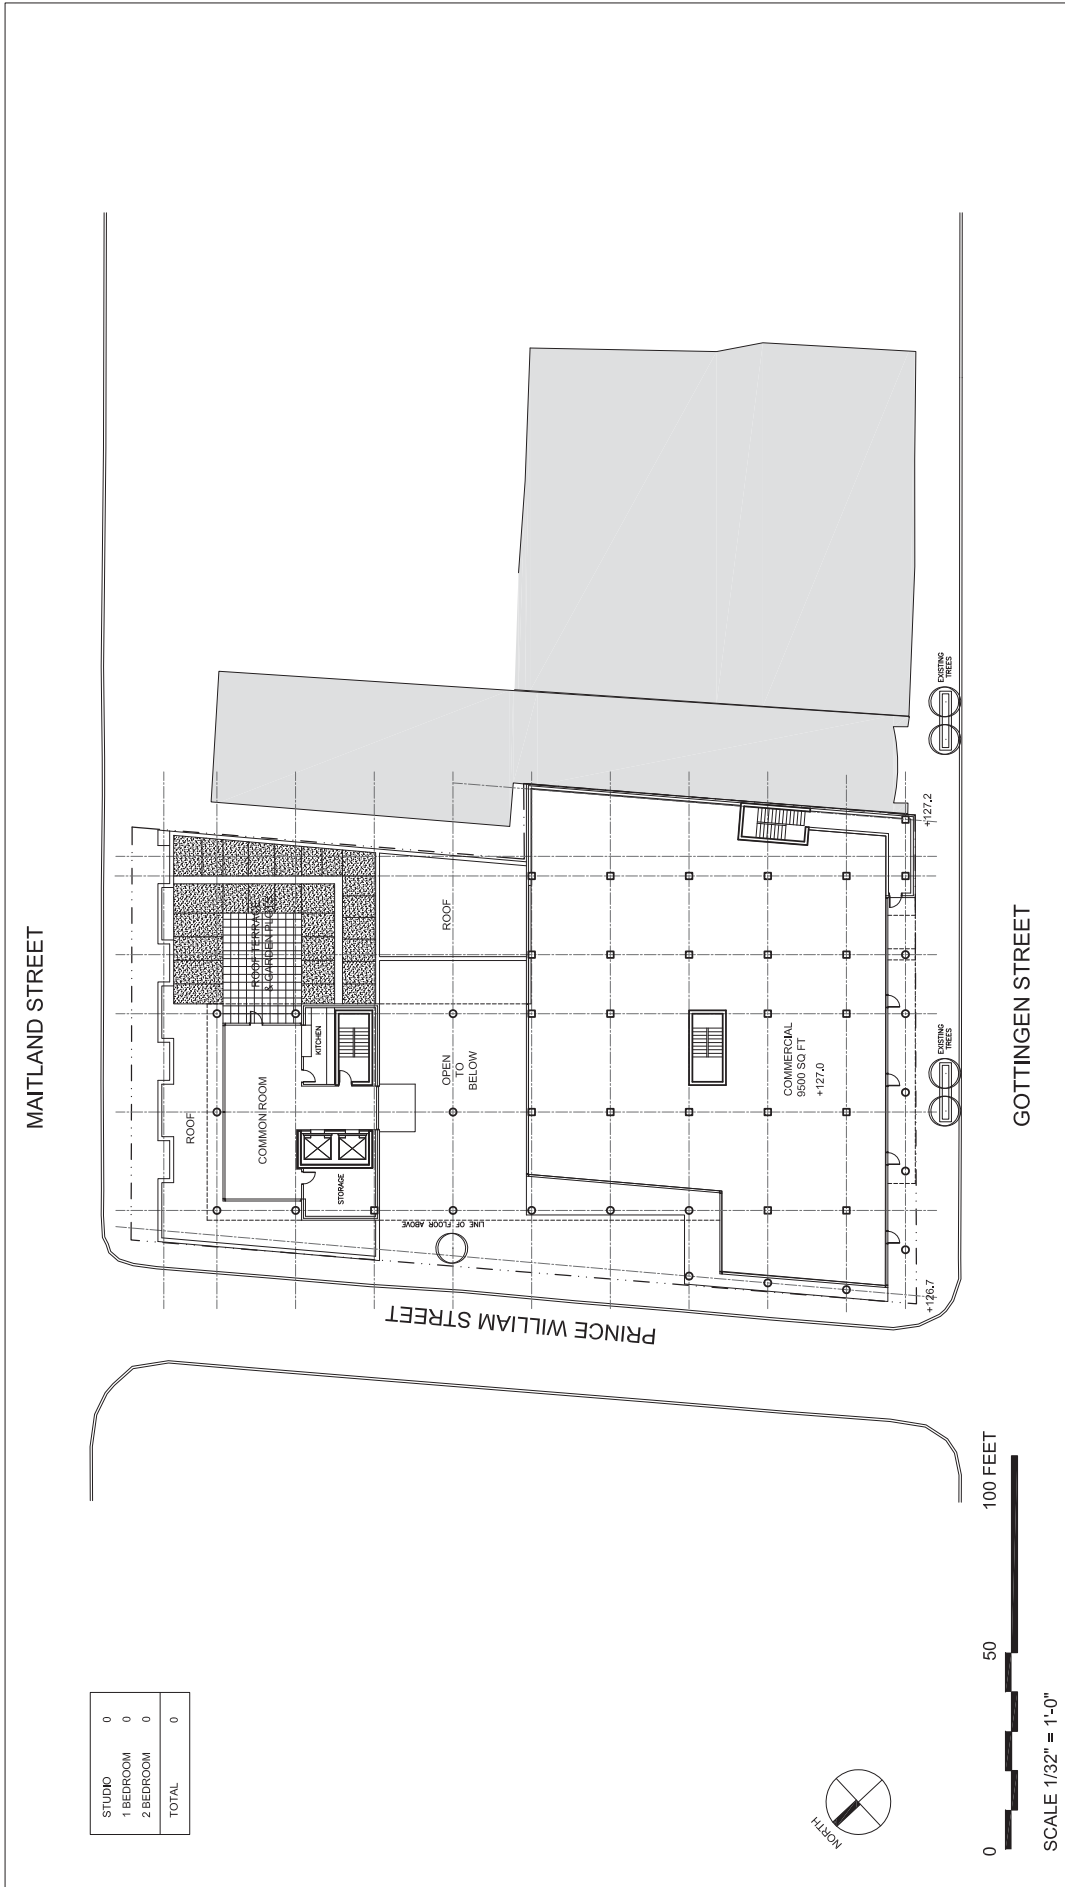 MAITLAND STREET
ROOF
COMMON ROOM
ROOF TERRACE
& GARDEN PLOTS
KITCHEN
STORAGE
LINE OF FLOOR ABOVE
OPEN
TO
BELOW
ROOF
PRINCE WILLIAM STREET
COMMERCIAL
9500 SQ FT
+127.0
+126.7
+127.2
EXISTING
TREES
EXISTING
TREES
GOTTINGEN STREET
STUDIO 0
1 BEDROOM 0
2 BEDROOM 0
TOTAL 0
NORTH
0 50 100 FEET
SCALE 1/32" = 1'-0"